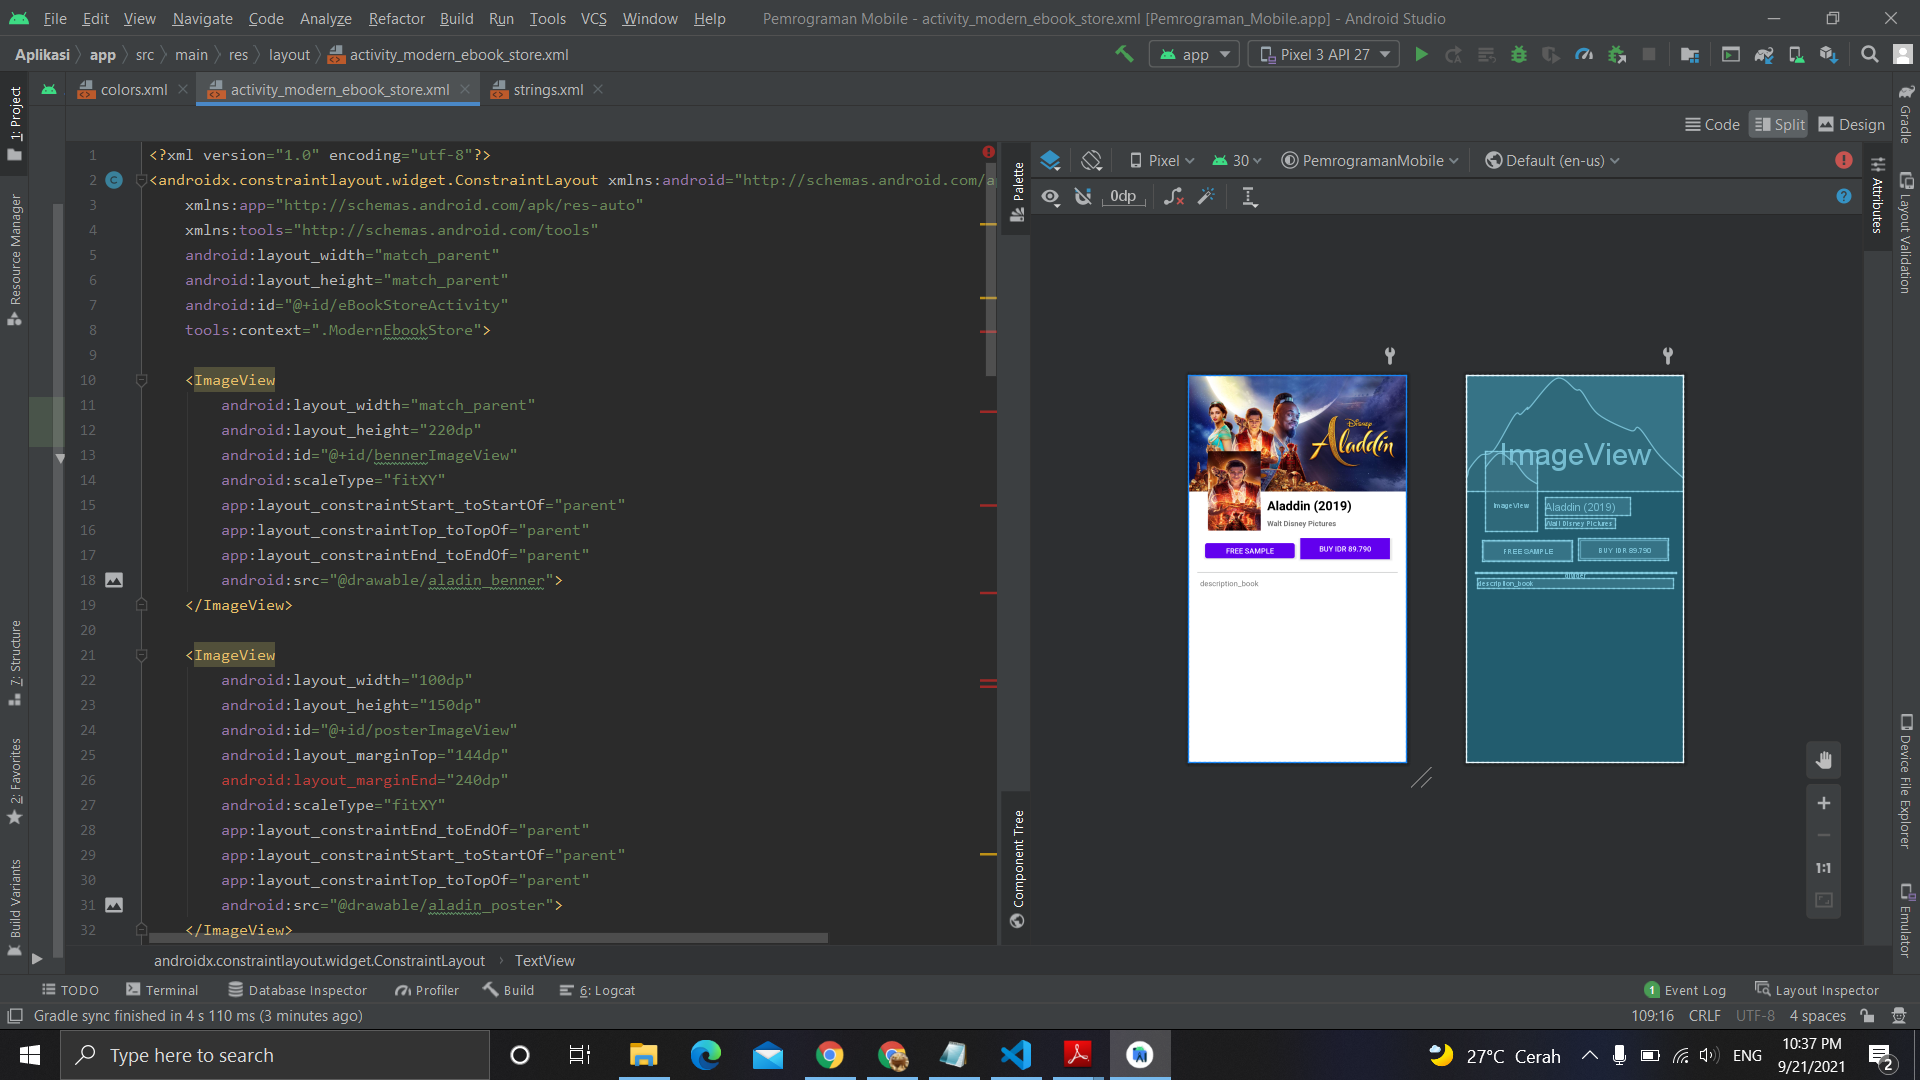 File Edit View Navigate Code Analyze Refactor Build Run Tools VCS Window Help Pemrograman Mobile - activity_modern_ebook_store.xml [Pemrograman_Mobile.app] - Android Studio
Aplikasi app src main res layout activity_modern_ebook_store.xml app Pixel 3 API 27
colors.xml activity_modern_ebook_store.xml strings.xml
Code Split Design
1: Project
Resource Manager
7: Structure
2: Favorites
Build Variants
1 <?xml version="1.0" encoding="utf-8"?>
2 <androidx.constraintlayout.widget.ConstraintLayout xmlns:android="http://schemas.android.com/ap
3 xmlns:app="http://schemas.android.com/apk/res-auto"
4 xmlns:tools="http://schemas.android.com/tools"
5 android:layout_width="match_parent"
6 android:layout_height="match_parent"
7 android:id="@+id/eBookStoreActivity"
8 tools:context=".ModernEbookStore">
9
10 <ImageView
11 android:layout_width="match_parent"
12 android:layout_height="220dp"
13 android:id="@+id/bennerImageView"
14 android:scaleType="fitXY"
15 app:layout_constraintStart_toStartOf="parent"
16 app:layout_constraintTop_toTopOf="parent"
17 app:layout_constraintEnd_toEndOf="parent"
18 android:src="@drawable/aladin_benner">
19 </ImageView>
20
21 <ImageView
22 android:layout_width="100dp"
23 android:layout_height="150dp"
24 android:id="@+id/posterImageView"
25 android:layout_marginTop="144dp"
26 android:layout_marginEnd="240dp"
27 android:scaleType="fitXY"
28 app:layout_constraintEnd_toEndOf="parent"
29 app:layout_constraintStart_toStartOf="parent"
30 app:layout_constraintTop_toTopOf="parent"
31 android:src="@drawable/aladin_poster">
32 </ImageView>
androidx.constraintlayout.widget.ConstraintLayout TextView
Palette
Component Tree
Pixel 30 PemrogramanMobile Default (en-us)
0dp
Disney
Aladdin
Aladdin (2019)
Walt Disney Pictures
FREE SAMPLE BUY IDR 89.790
description_book
ImageView
ImageView
Aladdin (2019)
Walt Disney Pictures
FREE SAMPLE BUY IDR 89.790
description_book
1:1
Attributes
Gradle
Layout Validation
Device File Explorer
Emulator
TODO Terminal Database Inspector Profiler Build 6: Logcat 1 Event Log Layout Inspector
Gradle sync finished in 4 s 110 ms (3 minutes ago) 109:16 CRLF UTF-8 4 spaces
Type here to search 27°C Cerah ENG 10:37 PM
9/21/2021 2